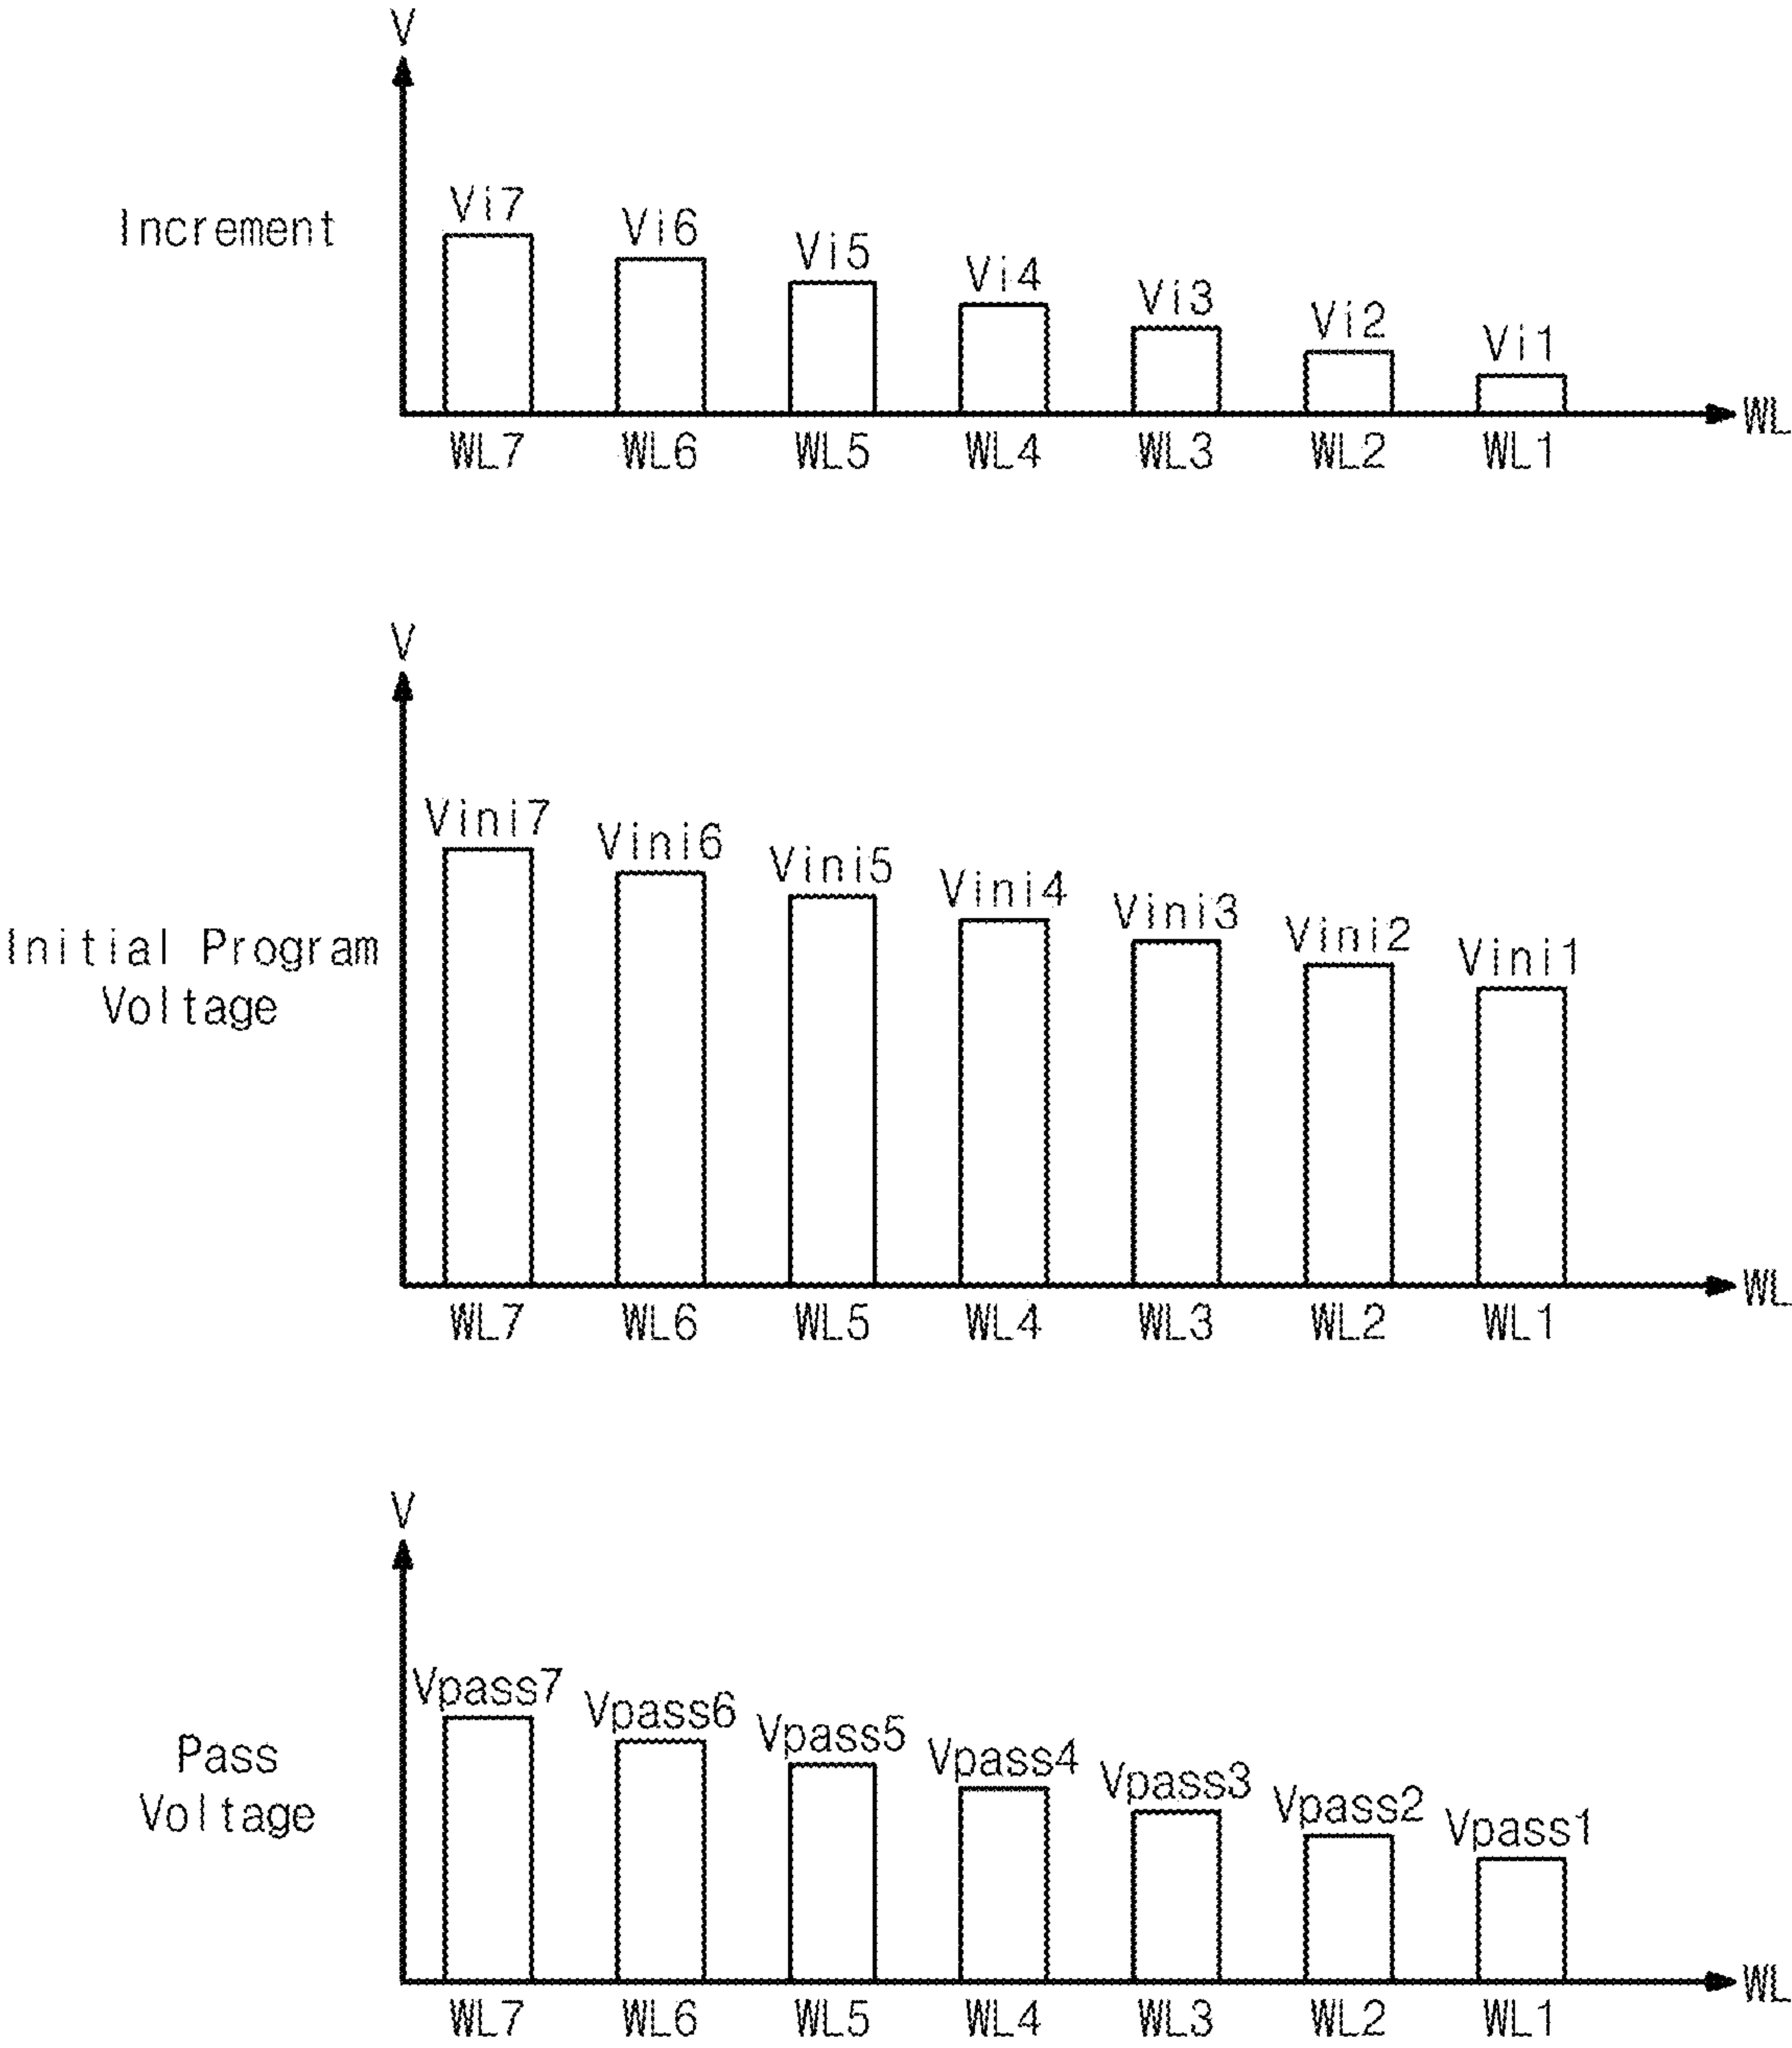 V
Increment
Vi7
Vi6
Vi5
Vi4
Vi3
Vi2
Vi1
WL7 WL6 WL5 WL4 WL3 WL2 WL1
WL
V
Initial Program
Voltage
Vini7
Vini6
Vini5
Vini4
Vini3
Vini2
Vini1
WL7 WL6 WL5 WL4 WL3 WL2 WL1
WL
V
Pass
Voltage
Vpass7
Vpass6
Vpass5
Vpass4
Vpass3
Vpass2
Vpass1
WL7 WL6 WL5 WL4 WL3 WL2 WL1
WL